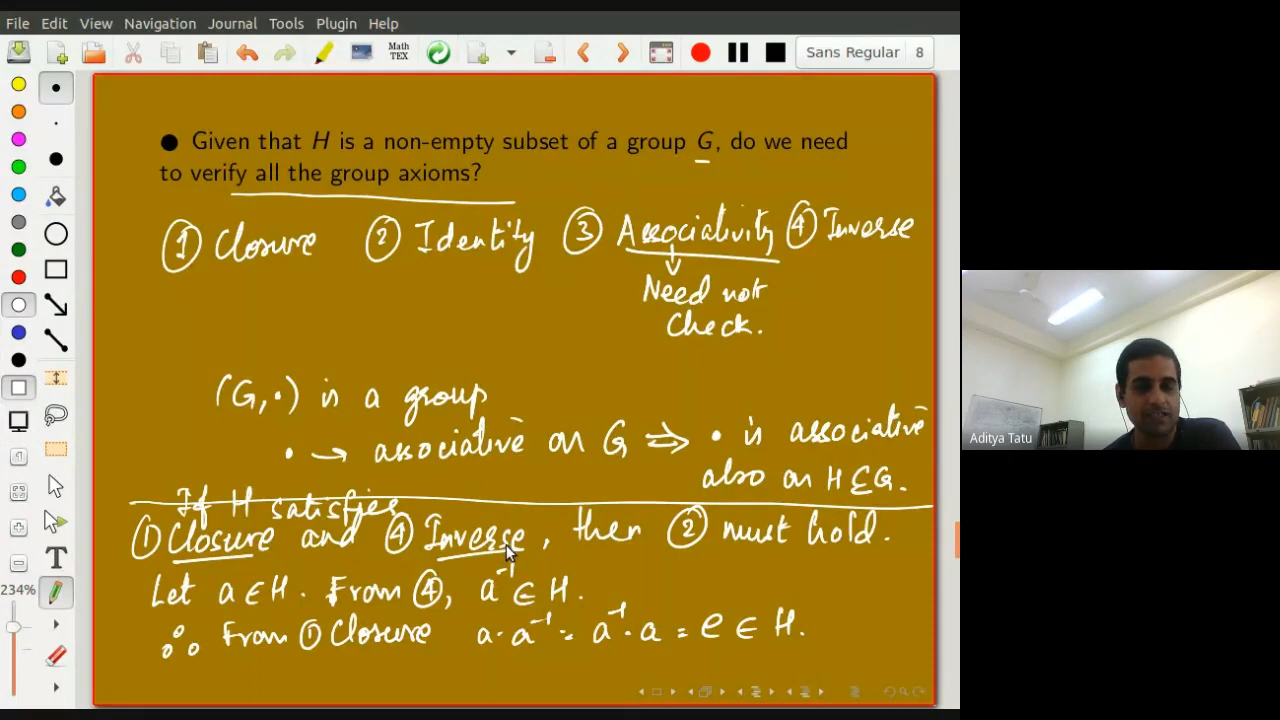 File Edit View Navigation Journal Tools Plugin Help
Math TEX
Sans Regular 8
● Given that H is a non-empty subset of a group G, do we need
to verify all the group axioms?
① Closure ② Identity ③ Associativity ④ Inverse
Need not
Check.
(G, ·) is a group
· → associative on G ⇒ · is associative
also on H ⊆ G.
If H satisfies
① Closure and ④ Inverse, then ② must hold.
Let a ∈ H. From ④, a⁻¹ ∈ H.
∴ From ① Closure a · a⁻¹ = a⁻¹ · a = e ∈ H.
234%
Aditya Tatu